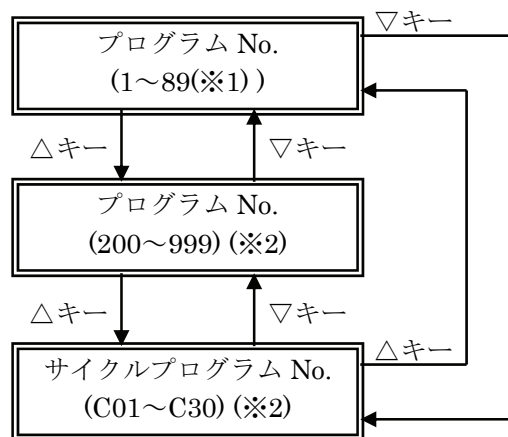 ▽キー
プログラム No.
(1～89(※1) )
△キー
▽キー
プログラム No.
(200～999) (※2)
△キー
▽キー
△キー
サイクルプログラム No.
(C01～C30) (※2)